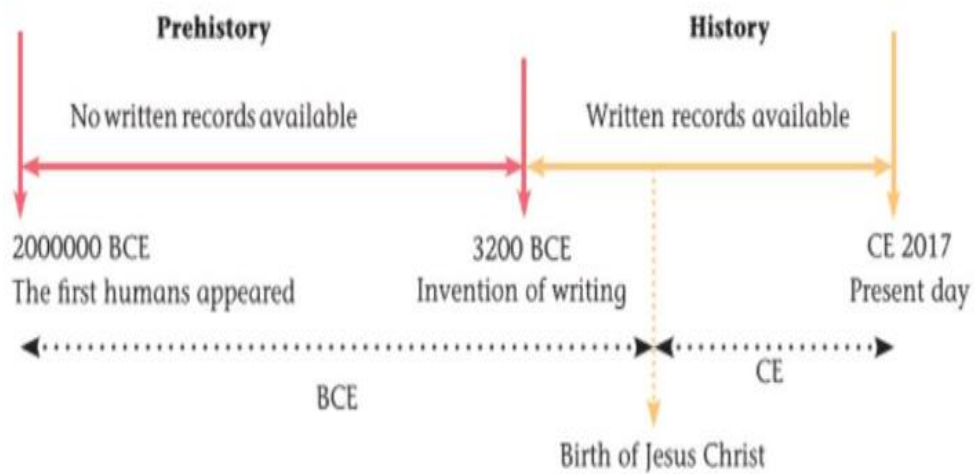 Prehistory
History
No written records available
Written records available
2000000 BCE
The first humans appeared
3200 BCE
Invention of writing
CE 2017
Present day
BCE
CE
Birth of Jesus Christ